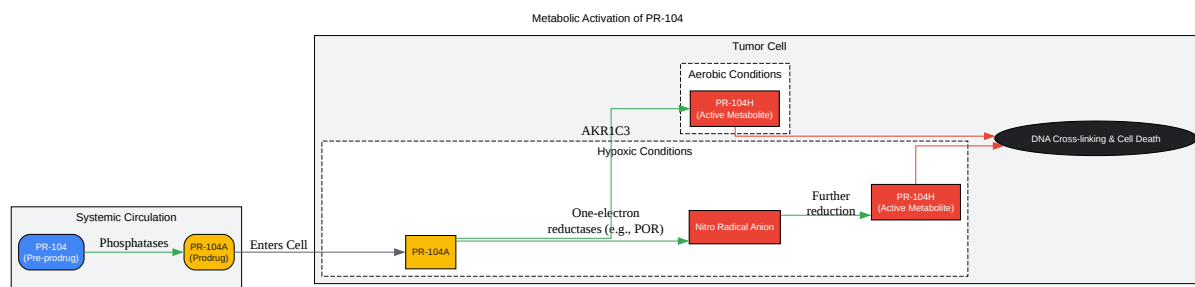 Metabolic Activation of PR-104
Tumor Cell
Aerobic Conditions
PR-104H
(Active Metabolite)
AKR1C3
DNA Cross-linking & Cell Death
Hypoxic Conditions
Further
reduction
PR-104H
(Active Metabolite)
One-electron
reductases (e.g., POR)
Nitro Radical Anion
Systemic Circulation
PR-104
(Pre-prodrug)
Phosphatases
PR-104A
(Prodrug)
Enters Cell
PR-104A